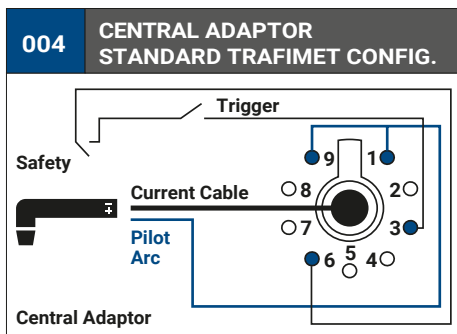 004
CENTRAL ADAPTOR
STANDARD TRAFIMET CONFIG.
Trigger
Safety
9 1
8 2
Current Cable
7 3
Pilot
Arc
6 5 4
Central Adaptor